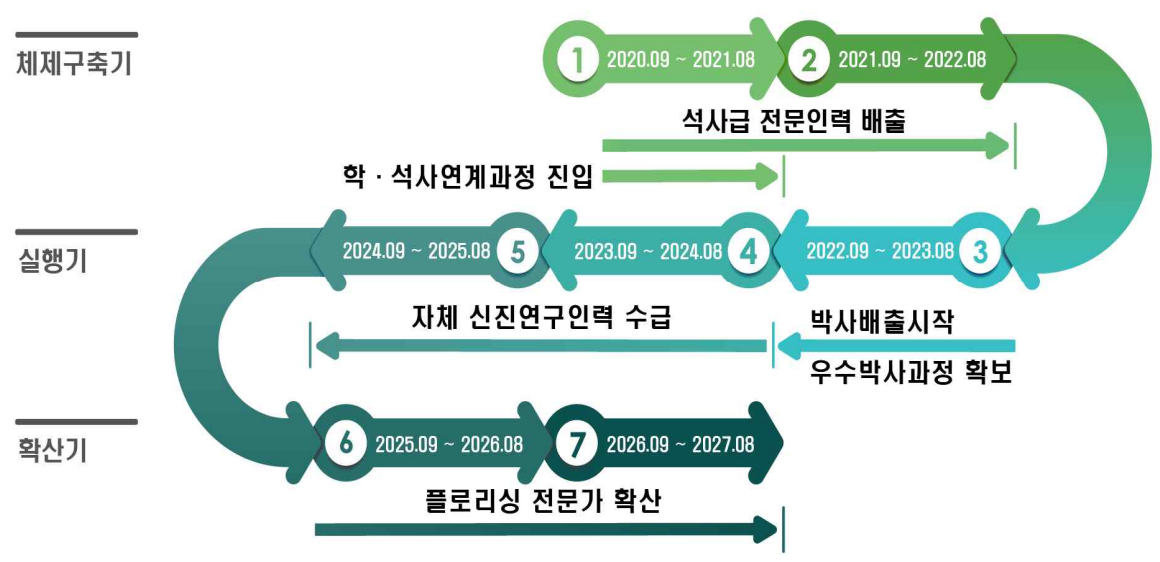 체제구축기
1
2020.09 ~ 2021.08
2
2021.09 ~ 2022.08
석사급 전문인력 배출
학 · 석사연계과정 진입
실행기
2024.09 ~ 2025.08
5
2023.09 ~ 2024.08
4
2022.09 ~ 2023.08
3
자체 신진연구인력 수급
박사배출시작
우수박사과정 확보
확산기
6
2025.09 ~ 2026.08
7
2026.09 ~ 2027.08
플로리싱 전문가 확산